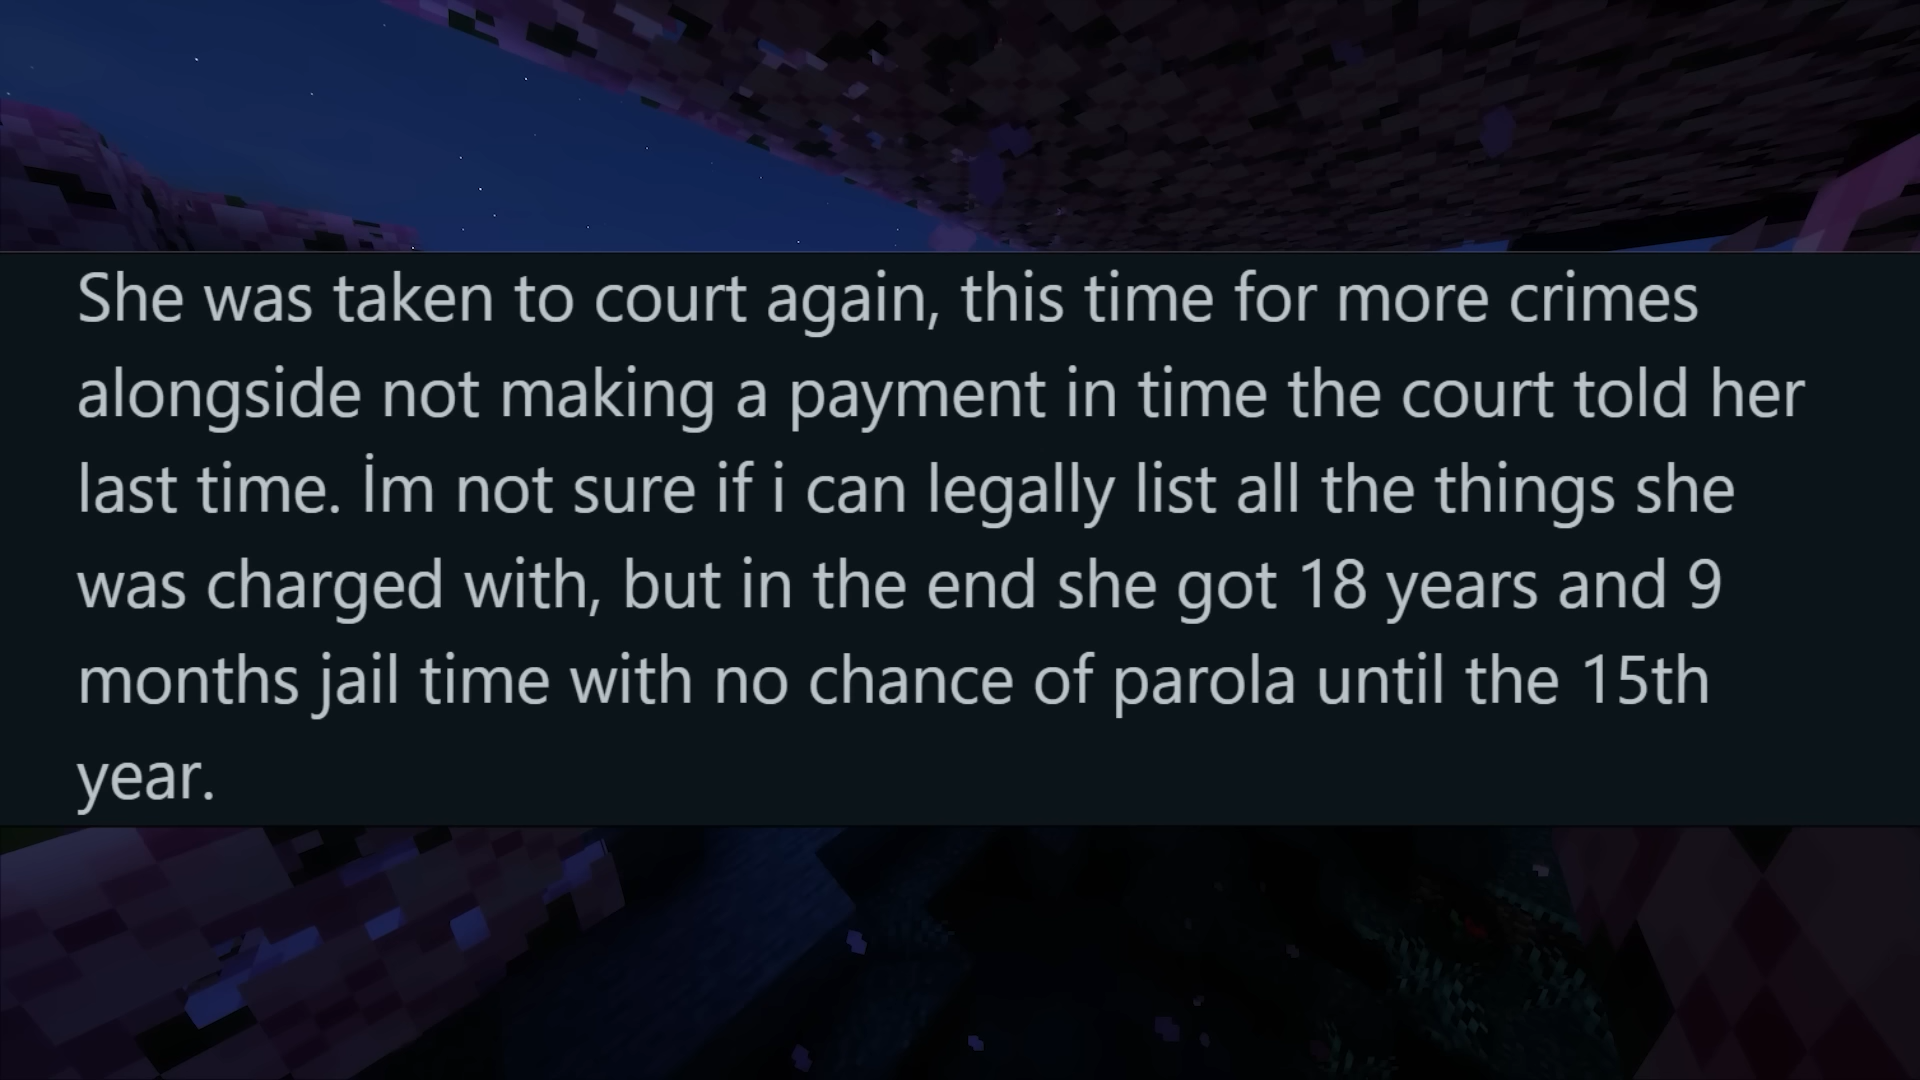 She was taken to court again, this time for more crimes
alongside not making a payment in time the court told her
last time. İm not sure if i can legally list all the things she
was charged with, but in the end she got 18 years and 9
months jail time with no chance of parola until the 15th
year.